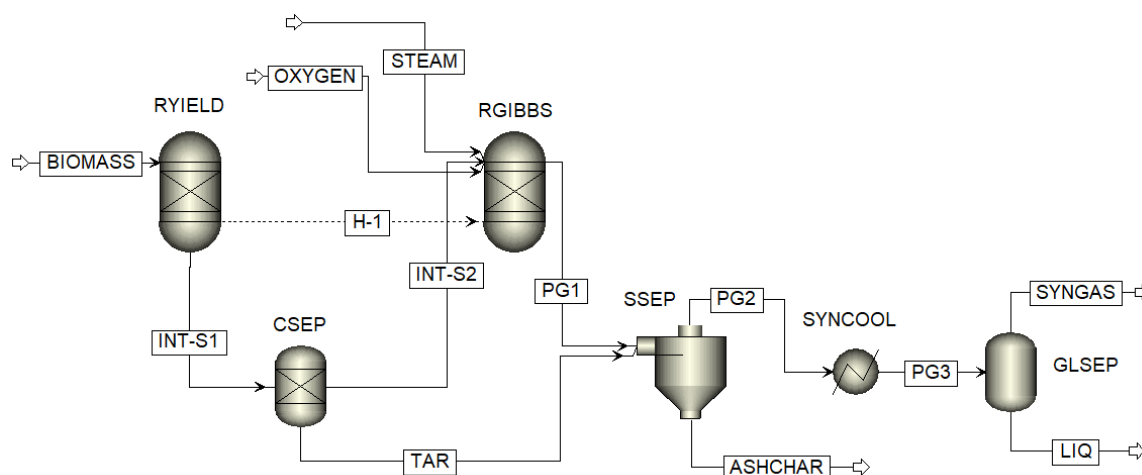 STEAM
OXYGEN
RYIELD
RGIBBS
BIOMASS
H-1
INT-S2
PG1
SSEP
PG2
SYNGAS
SYNCOOL
INT-S1
CSEP
PG3
GLSEP
TAR
ASHCHAR
LIQ